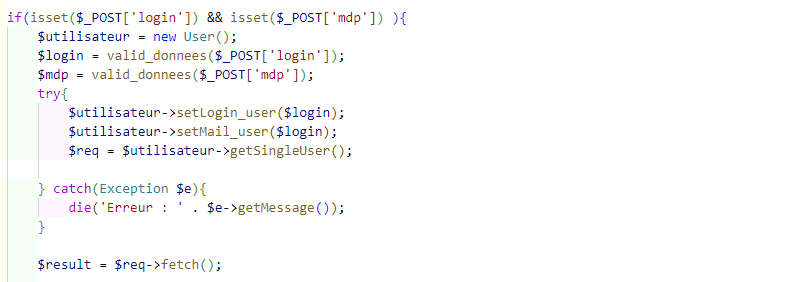 if(isset($_POST['login']) && isset($_POST['mdp']) ){
    $utilisateur = new User();
    $login = valid_donnees($_POST['login']);
    $mdp = valid_donnees($_POST['mdp']);
    try{
        $utilisateur->setLogin_user($login);
        $utilisateur->setMail_user($login);
        $req = $utilisateur->getSingleUser();
    } catch(Exception $e){
        die('Erreur : ' . $e->getMessage());
    }
    $result = $req->fetch();